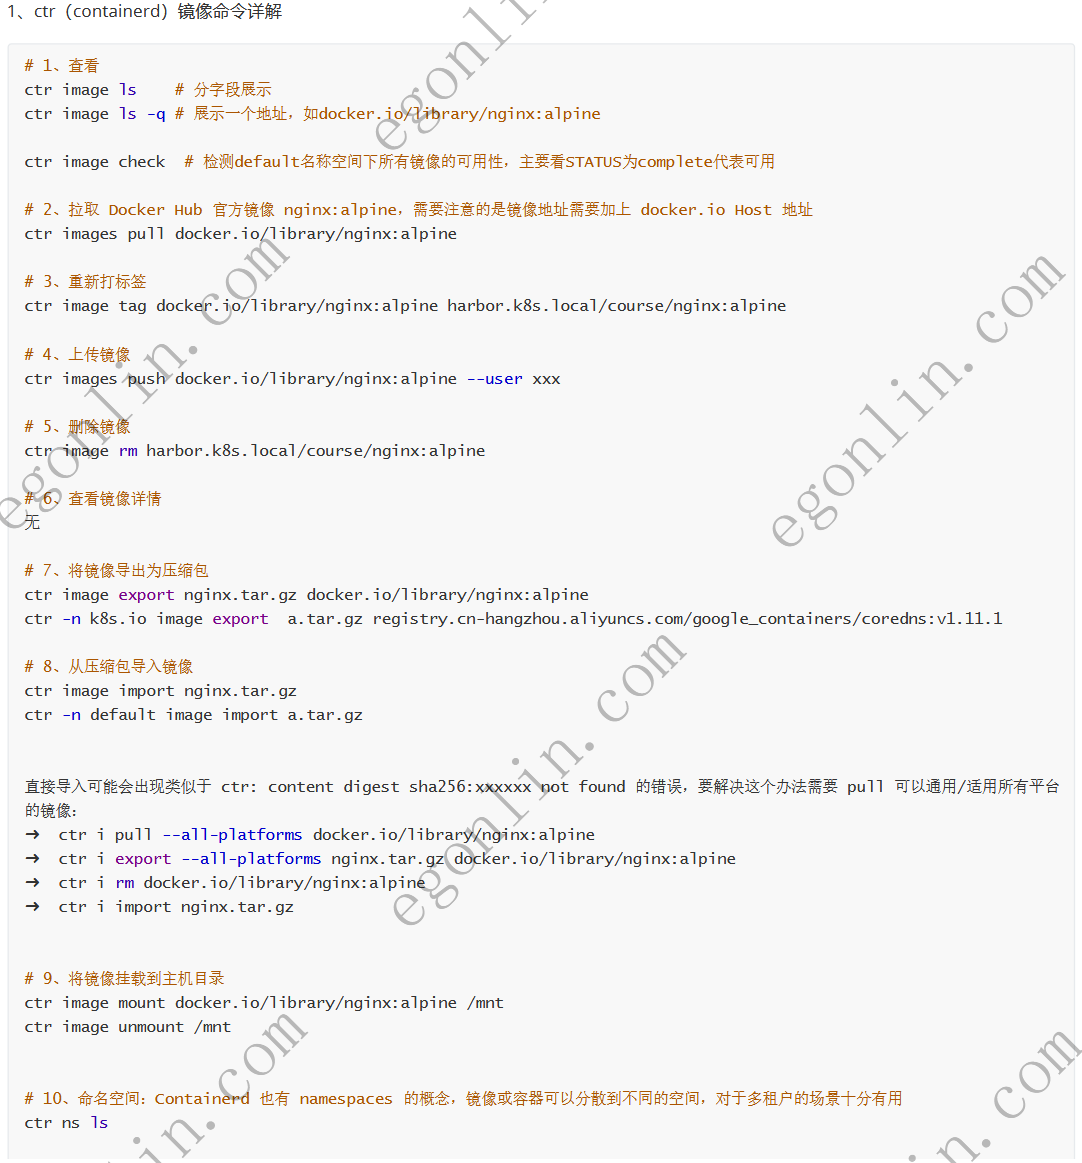 1、ctr（containerd）镜像命令详解
# 1、查看
ctr image ls    # 分字段展示
ctr image ls -q # 展示一个地址，如docker.io/library/nginx:alpine
ctr image check  # 检测default名称空间下所有镜像的可用性，主要看STATUS为complete代表可用
# 2、拉取 Docker Hub 官方镜像 nginx:alpine，需要注意的是镜像地址需要加上 docker.io Host 地址
ctr images pull docker.io/library/nginx:alpine
# 3、重新打标签
ctr image tag docker.io/library/nginx:alpine harbor.k8s.local/course/nginx:alpine
# 4、上传镜像
ctr images push docker.io/library/nginx:alpine --user xxx
# 5、删除镜像
ctr image rm harbor.k8s.local/course/nginx:alpine
# 6、查看镜像详情
无
# 7、将镜像导出为压缩包
ctr image export nginx.tar.gz docker.io/library/nginx:alpine
ctr -n k8s.io image export  a.tar.gz registry.cn-hangzhou.aliyuncs.com/google_containers/coredns:v1.11.1
# 8、从压缩包导入镜像
ctr image import nginx.tar.gz
ctr -n default image import a.tar.gz
直接导入可能会出现类似于 ctr: content digest sha256:xxxxxx not found 的错误，要解决这个办法需要 pull 可以通用/适用所有平台
的镜像：
➜  ctr i pull --all-platforms docker.io/library/nginx:alpine
➜  ctr i export --all-platforms nginx.tar.gz docker.io/library/nginx:alpine
➜  ctr i rm docker.io/library/nginx:alpine
➜  ctr i import nginx.tar.gz
# 9、将镜像挂载到主机目录
ctr image mount docker.io/library/nginx:alpine /mnt
ctr image unmount /mnt
# 10、命名空间：Containerd 也有 namespaces 的概念，镜像或容器可以分散到不同的空间，对于多租户的场景十分有用
ctr ns ls
egonlin.com
egonlin.com
egonlin.com